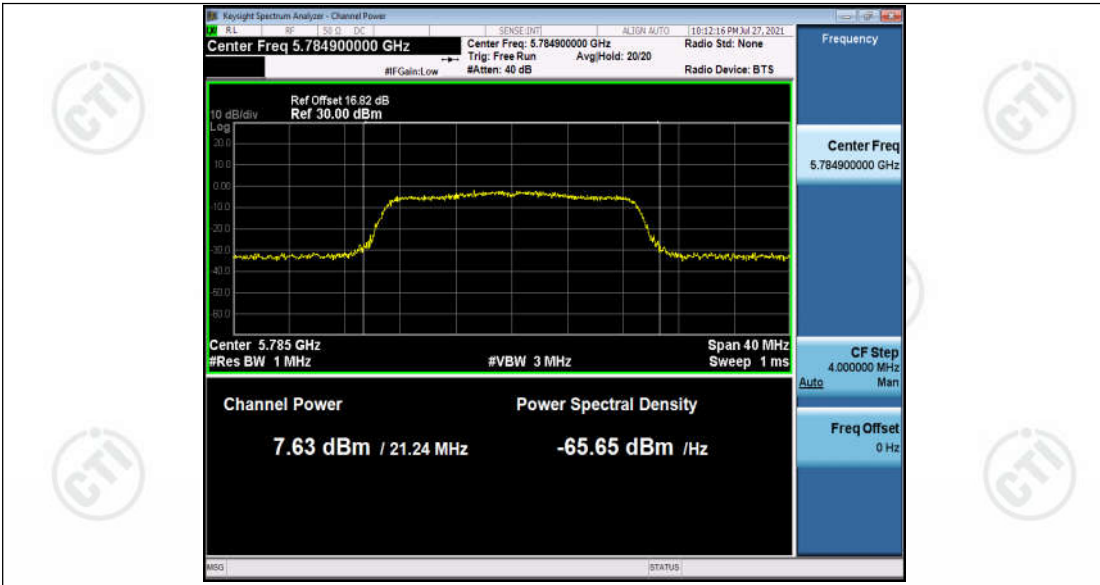 Keysight Spectrum Analyzer - Channel Power
RL RF 50 Ω DC SENSE:INT ALIGN AUTO 10:12:16 PM Jul 27, 2021
Center Freq 5.784900000 GHz
Center Freq: 5.784900000 GHz
Radio Std: None
Trig: Free Run Avg|Hold: 20/20
#IFGain:Low
#Atten: 40 dB
Radio Device: BTS
Frequency
Ref Offset 16.82 dB
10 dB/div Ref 30.00 dBm
Log
20.0
10.0
0.00
-10.0
-20.0
-30.0
-40.0
-50.0
-60.0
Center 5.785 GHz
Span 40 MHz
#Res BW 1 MHz
#VBW 3 MHz
Sweep 1 ms
Center Freq
5.784900000 GHz
CF Step
4.000000 MHz
Auto Man
Freq Offset
0 Hz
Channel Power
Power Spectral Density
7.63 dBm / 21.24 MHz
-65.65 dBm /Hz
MSG
STATUS
CTI
CTI
CTI
CTI